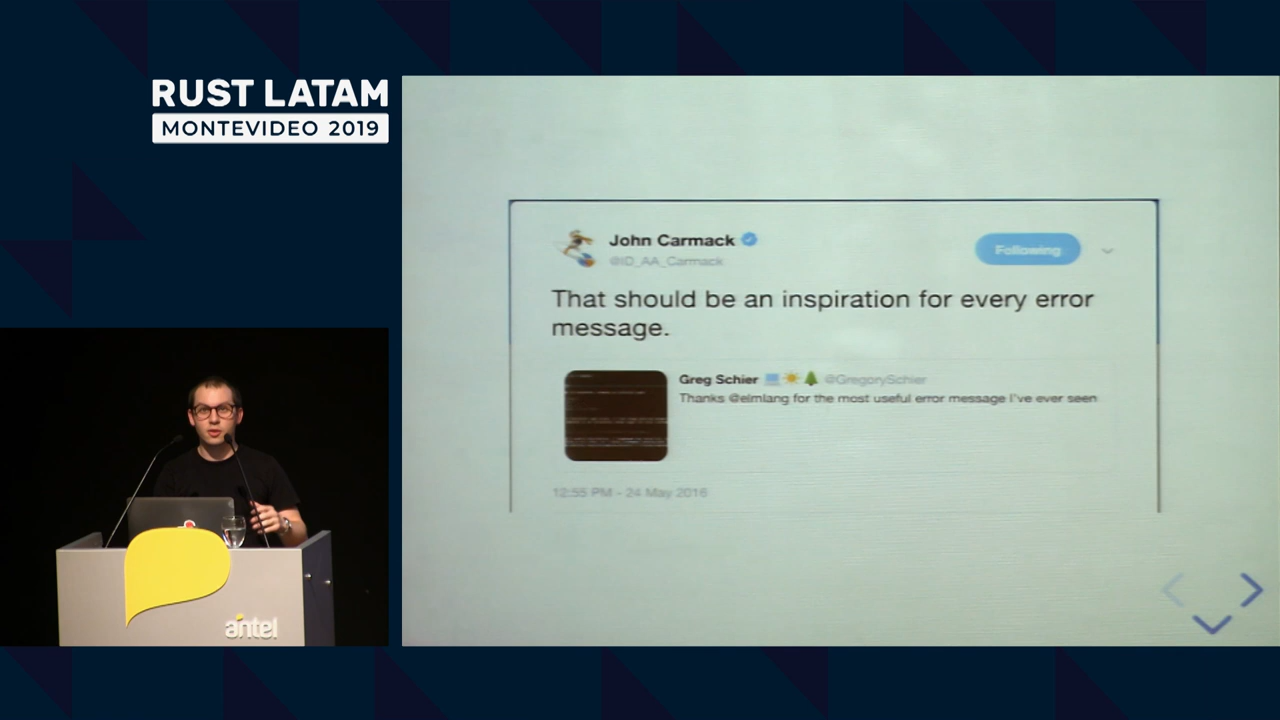 RUST LATAM
MONTEVIDEO 2019
John Carmack
@ID_AA_Carmack
Following
That should be an inspiration for every error
message.
Greg Schier @GregorySchier
Thanks @elmlang for the most useful error message I've ever seen
12:55 PM - 24 May 2016
antel